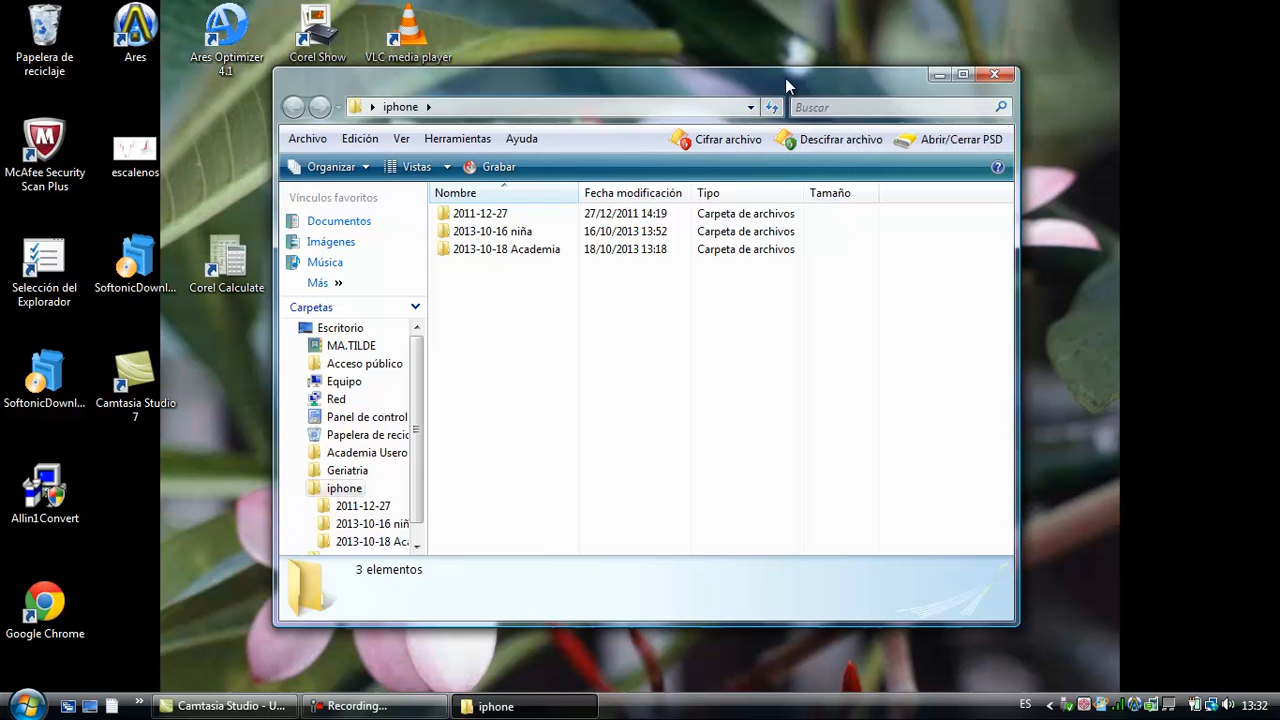 Papelera de
reciclaje
Ares
Ares Optimizer
4.1
Corel Show
VLC media player
McAfee Security
Scan Plus
escalenos
Selección del
Explorador
SoftonicDownl...
Corel Calculate
SoftonicDownl...
Camtasia Studio
7
Allin1Convert
Google Chrome
iphone
Buscar
Archivo Edición Ver Herramientas Ayuda Cifrar archivo Descifrar archivo Abrir/Cerrar PSD
Organizar Vistas Grabar
Vínculos favoritos
Documentos
Imágenes
Música
Más »
Carpetas
Escritorio
MA.TILDE
Acceso público
Equipo
Red
Panel de control
Papelera de recic
Academia Usero
Geriatria
iphone
2011-12-27
2013-10-16 niñ
2013-10-18 Aca
Nombre Fecha modificación Tipo Tamaño
2011-12-27 27/12/2011 14:19 Carpeta de archivos
2013-10-16 niña 16/10/2013 13:52 Carpeta de archivos
2013-10-18 Academia 18/10/2013 13:18 Carpeta de archivos
3 elementos
» Camtasia Studio - U... Recording... iphone ES 13:32